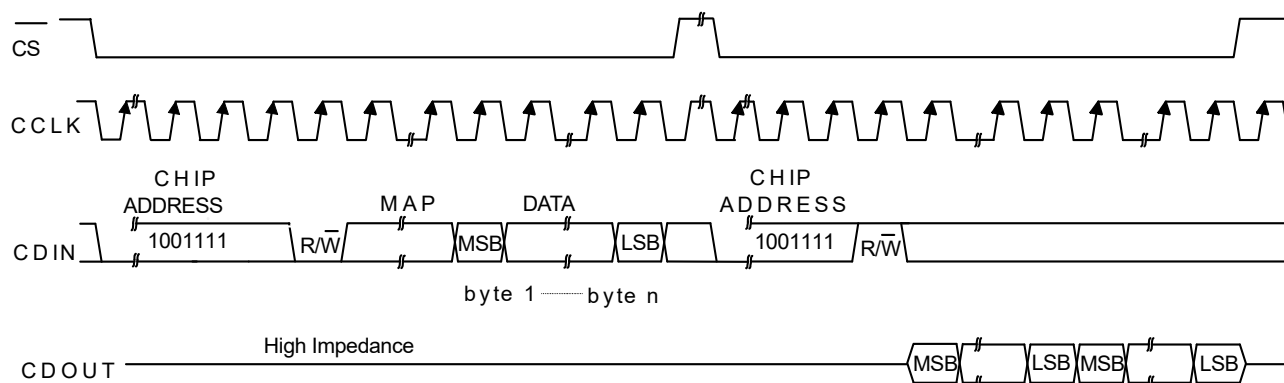 CS
CCLK
CHIP
ADDRESS
MAP
DATA
CHIP
ADDRESS
CDIN
1001111
R/W
MSB
LSB
1001111
R/W
byte 1 ........ byte n
High Impedance
CDOUT
MSB
LSB
MSB
LSB